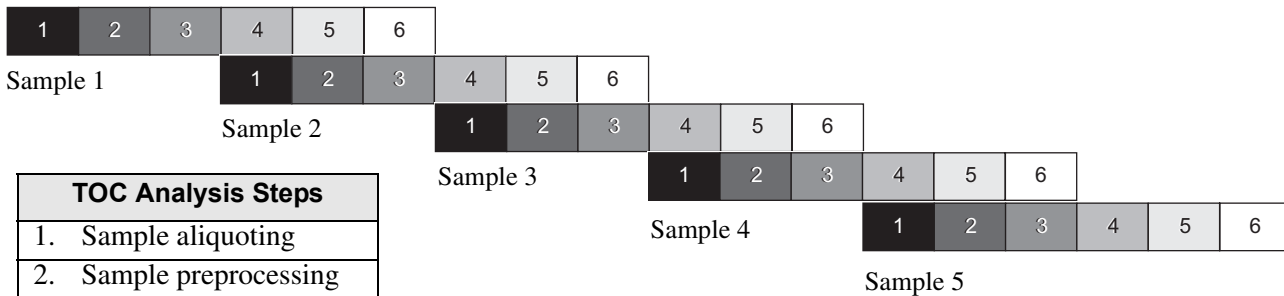 1 2 3 4 5 6
Sample 1
1 2 3 4 5 6
Sample 2
1 2 3 4 5 6
Sample 3
1 2 3 4 5 6
Sample 4
1 2 3 4 5 6
Sample 5
TOC Analysis Steps
1. Sample aliquoting
2. Sample preprocessing